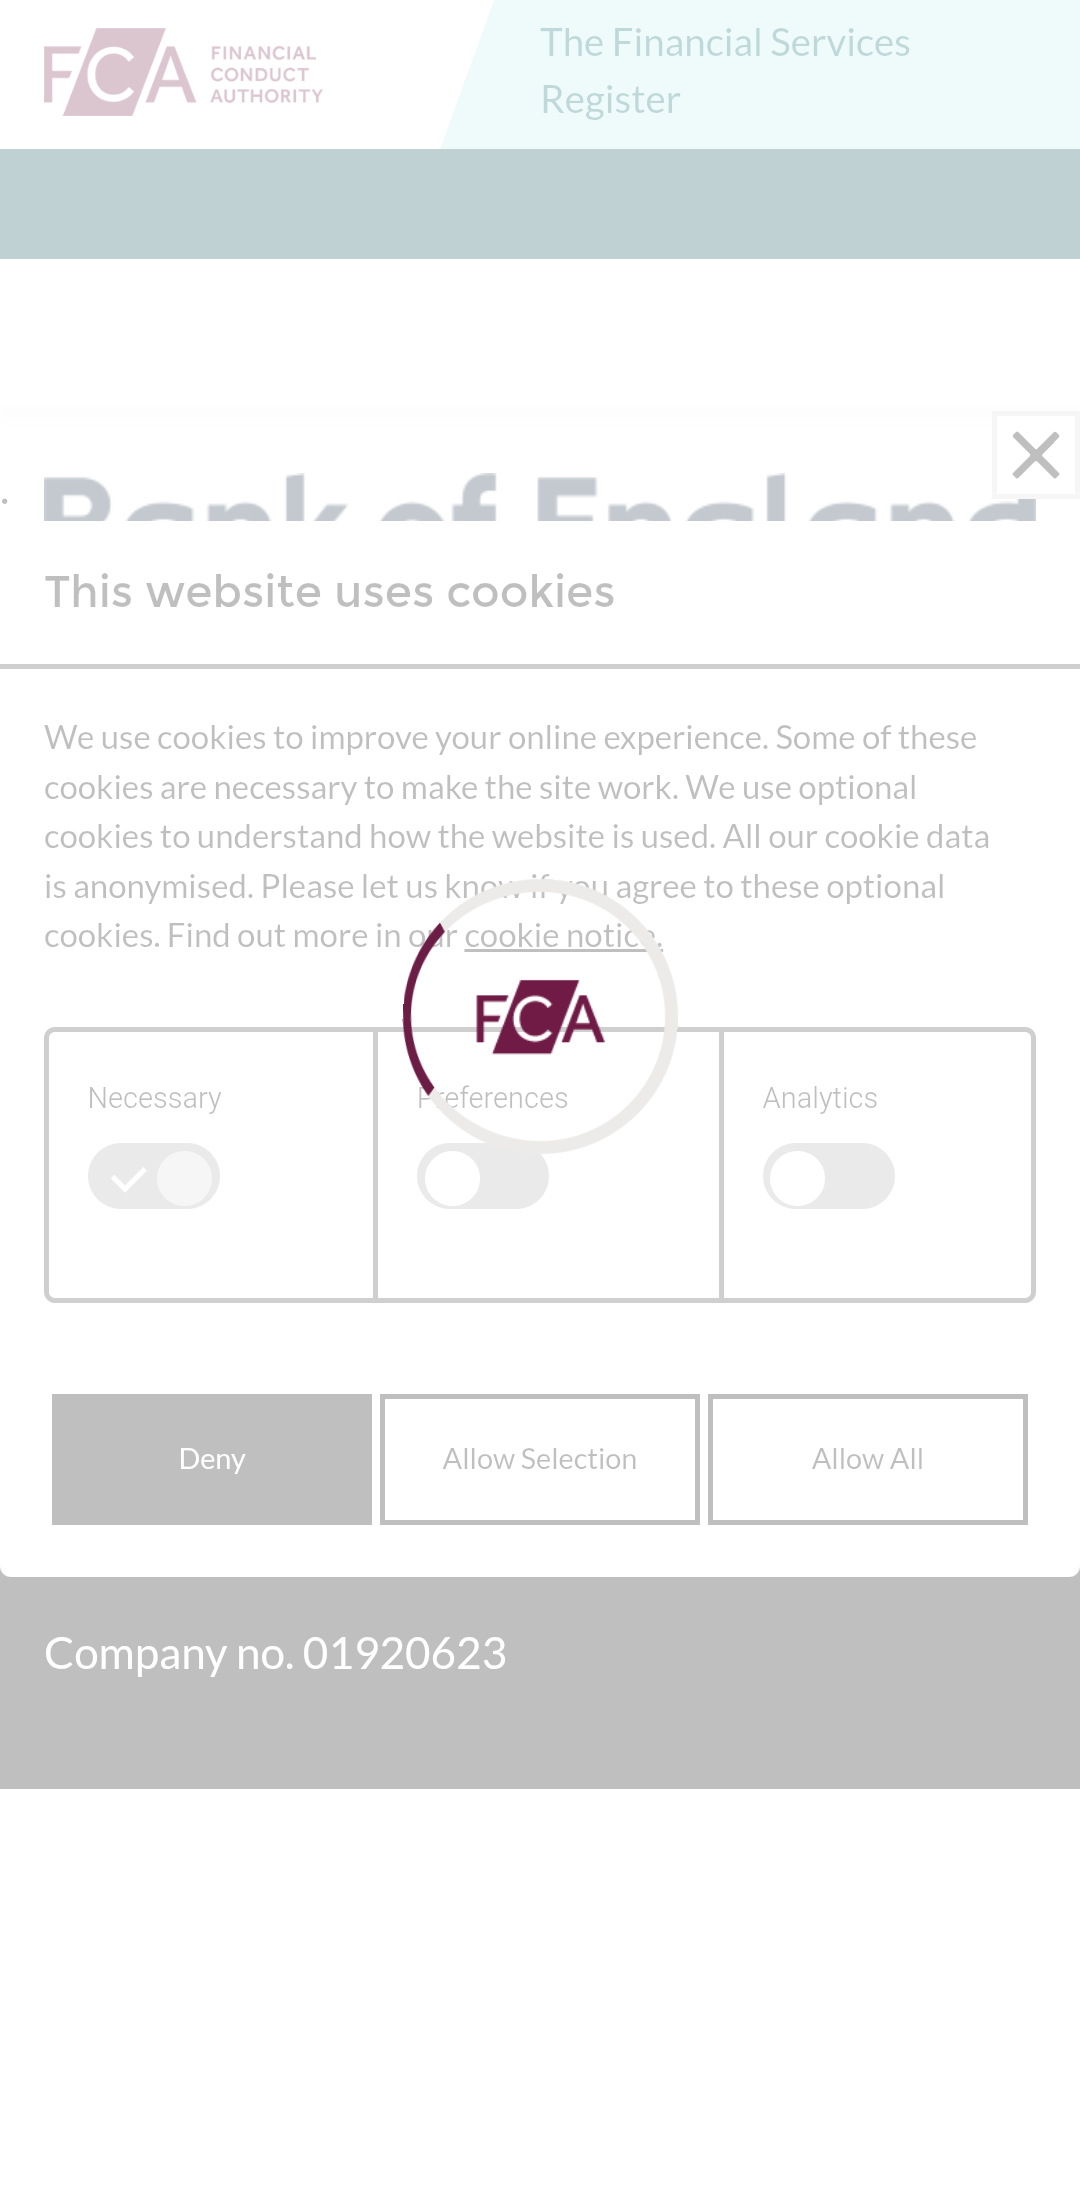 FCA
FINANCIAL
CONDUCT
AUTHORITY
The Financial Services
Register
Bank of England
This website uses cookies
We use cookies to improve your online experience. Some of these
cookies are necessary to make the site work. We use optional
cookies to understand how the website is used. All our cookie data
is anonymised. Please let us know if you agree to these optional
cookies. Find out more in our cookie notice.
FCA
Necessary
Preferences
Analytics
Deny
Allow Selection
Allow All
Company no. 01920623